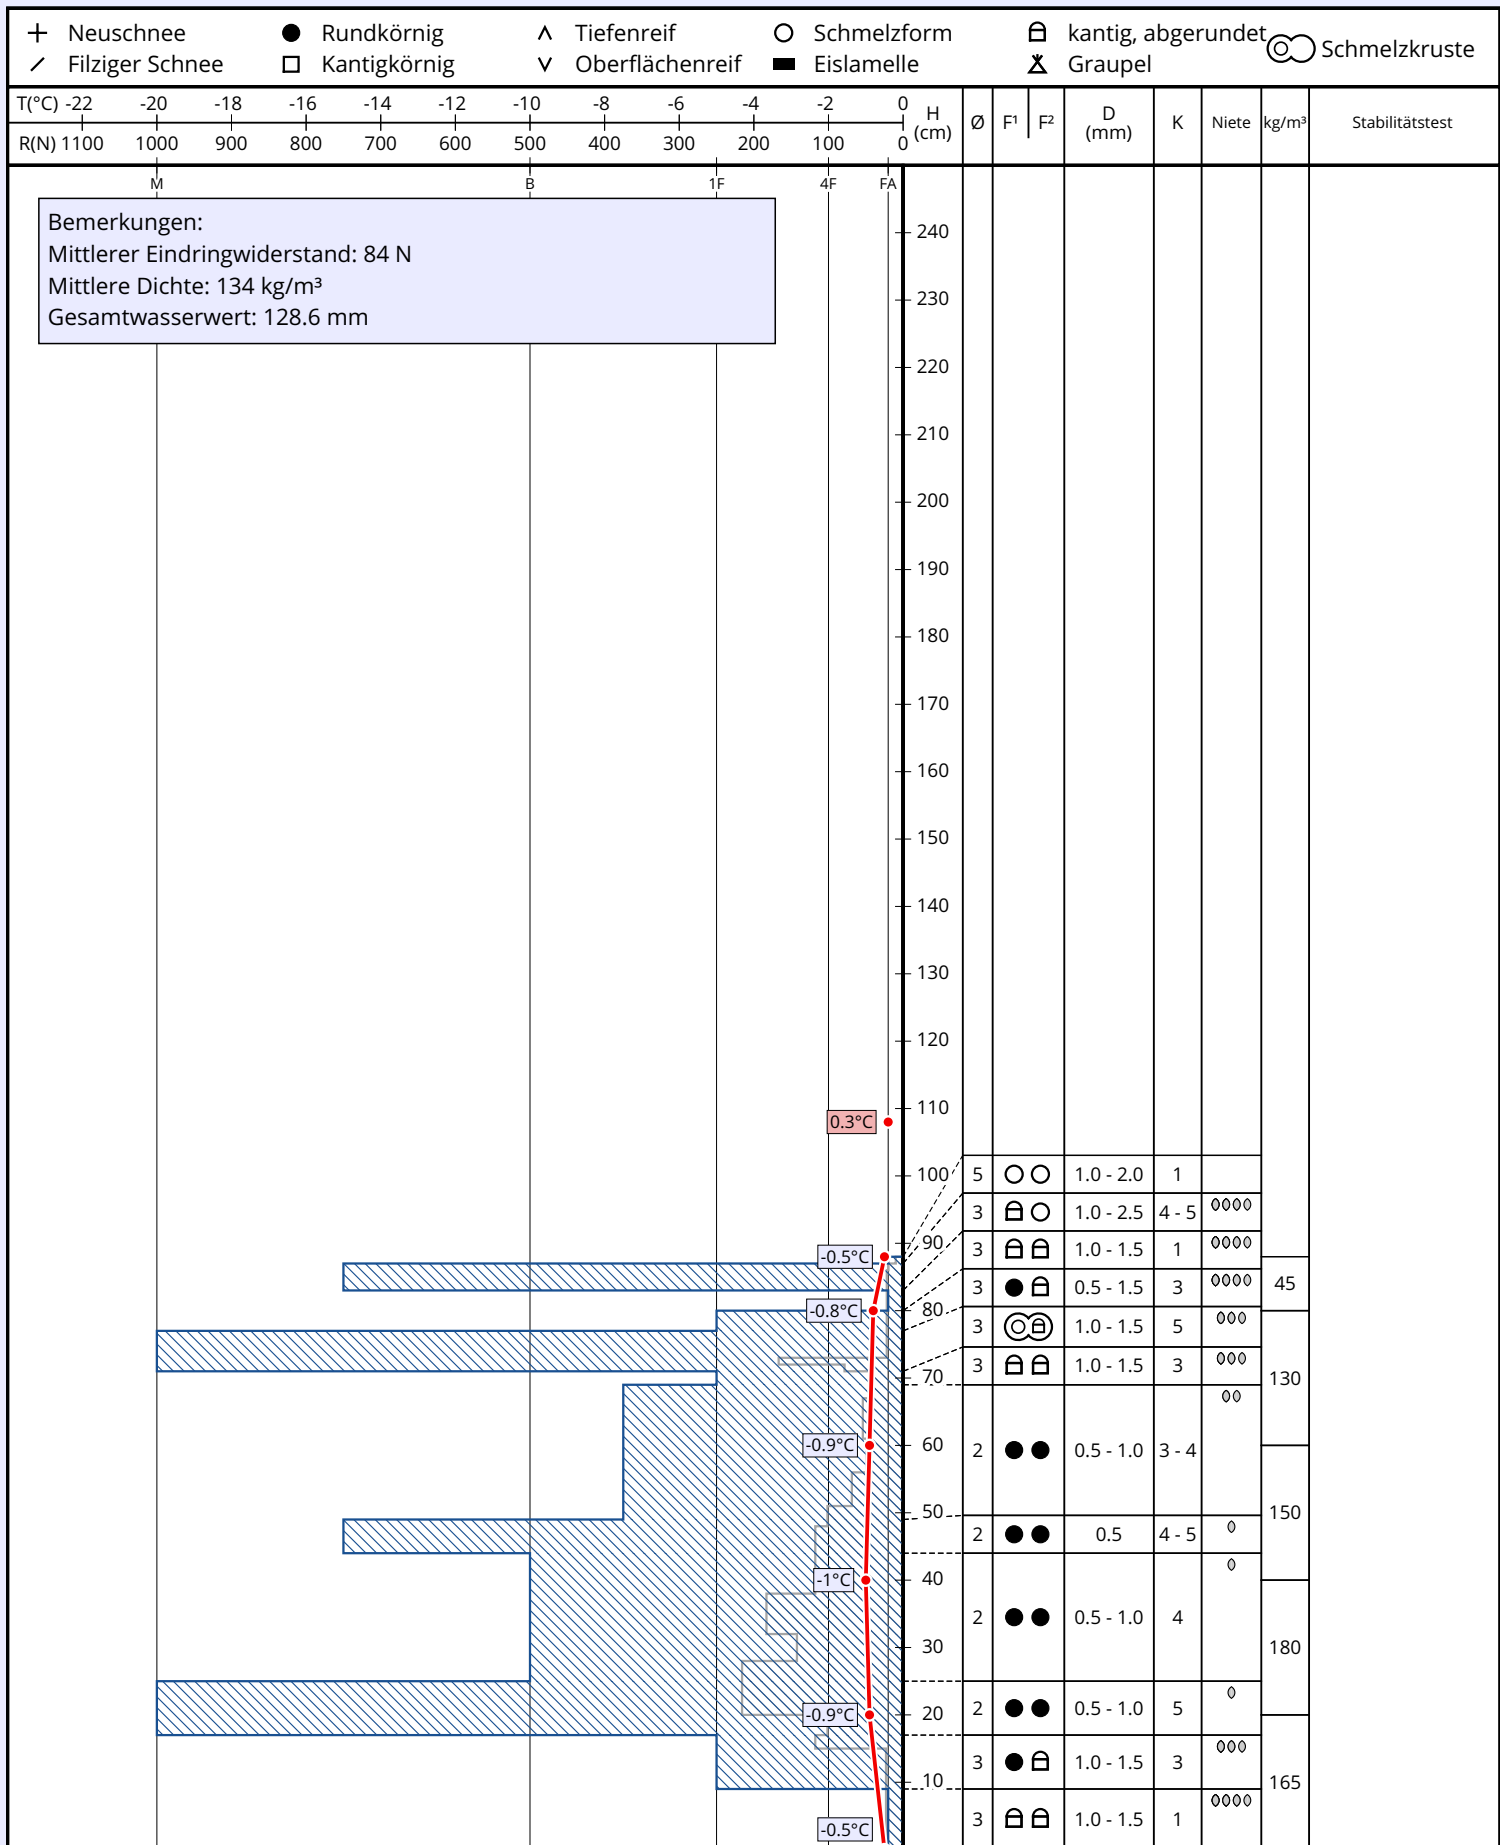 Neuschnee Rundkörnig Tiefenreif Schmelzform kantig, abgerundet Schmelzkruste
Filziger Schnee Kantigkörnig Oberflächenreif Eislamelle Graupel
T(°C) -22 -20 -18 -16 -14 -12 -10 -8 -6 -4 -2 0
R(N) 1100 1000 900 800 700 600 500 400 300 200 100 0
H (cm) Ø F¹ F² D (mm) K Niete kg/m³ Stabilitätstest
M B 1F 4F FA
Bemerkungen:
Mittlerer Eindringwiderstand: 84 N
Mittlere Dichte: 134 kg/m³
Gesamtwasserwert: 128.6 mm
240
230
220
210
200
190
180
170
160
150
140
130
120
110
0.3°C
100 5 1.0 - 2.0 1
3 1.0 - 2.5 4 - 5
90
-0.5°C
3 1.0 - 1.5 1
3 0.5 - 1.5 3 45
-0.8°C 80
3 1.0 - 1.5 5
3 1.0 - 1.5 3
70 130
-0.9°C 60 2 0.5 - 1.0 3 - 4
50 150
2 0.5 4 - 5
-1°C 40
2 0.5 - 1.0 4
30 180
2 0.5 - 1.0 5
-0.9°C 20
3 1.0 - 1.5 3
10 165
3 1.0 - 1.5 1
-0.5°C